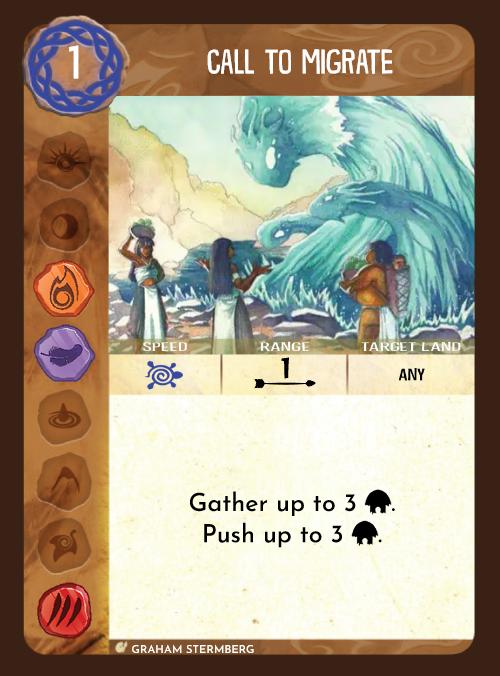 1
CALL TO MIGRATE
SPEED RANGE TARGET LAND
1 ANY
Gather up to 3 .
Push up to 3 .
GRAHAM STERMBERG